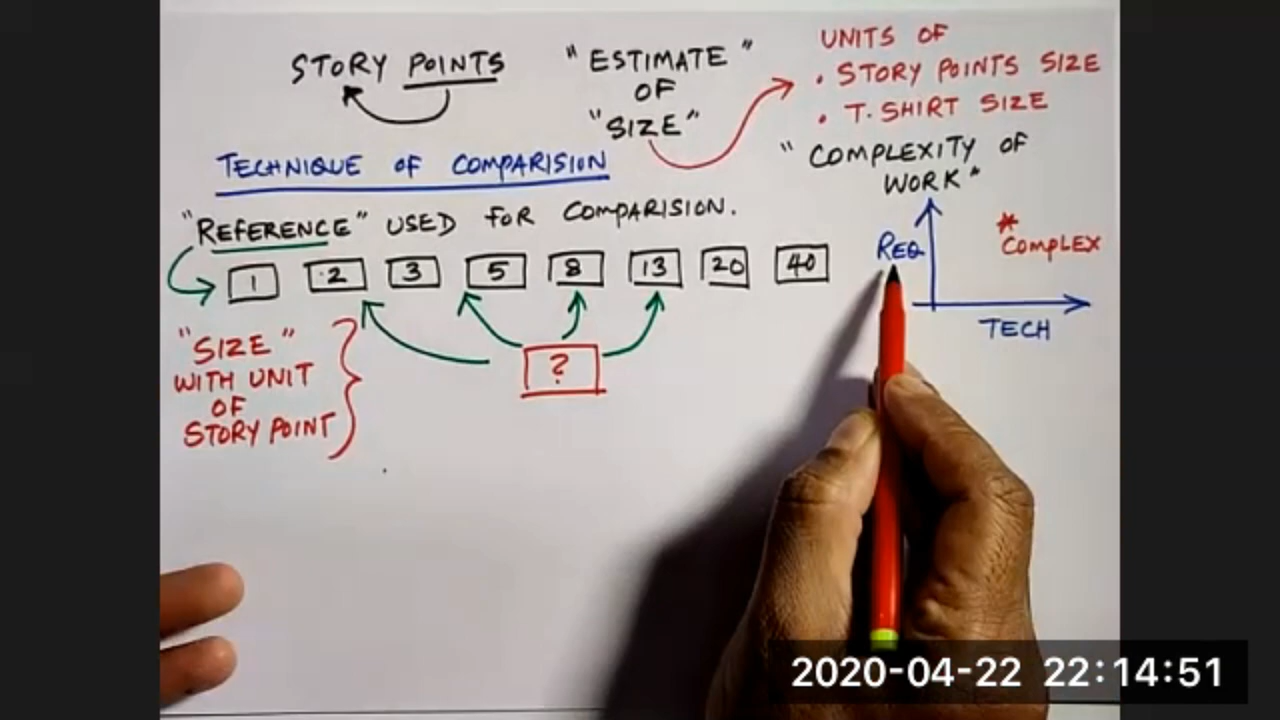 STORY POINTS
"ESTIMATE"
OF
"SIZE"
UNITS OF
• STORY POINTS SIZE
• T-SHIRT SIZE
"COMPLEXITY OF
WORK"
TECHNIQUE OF COMPARISION
"REFERENCE" USED FOR COMPARISION.
1 2 3 5 8 13 20 40
REQ
* COMPLEX
TECH
"SIZE"
WITH UNIT
OF
STORY POINT
?
2020-04-22 22:14:51